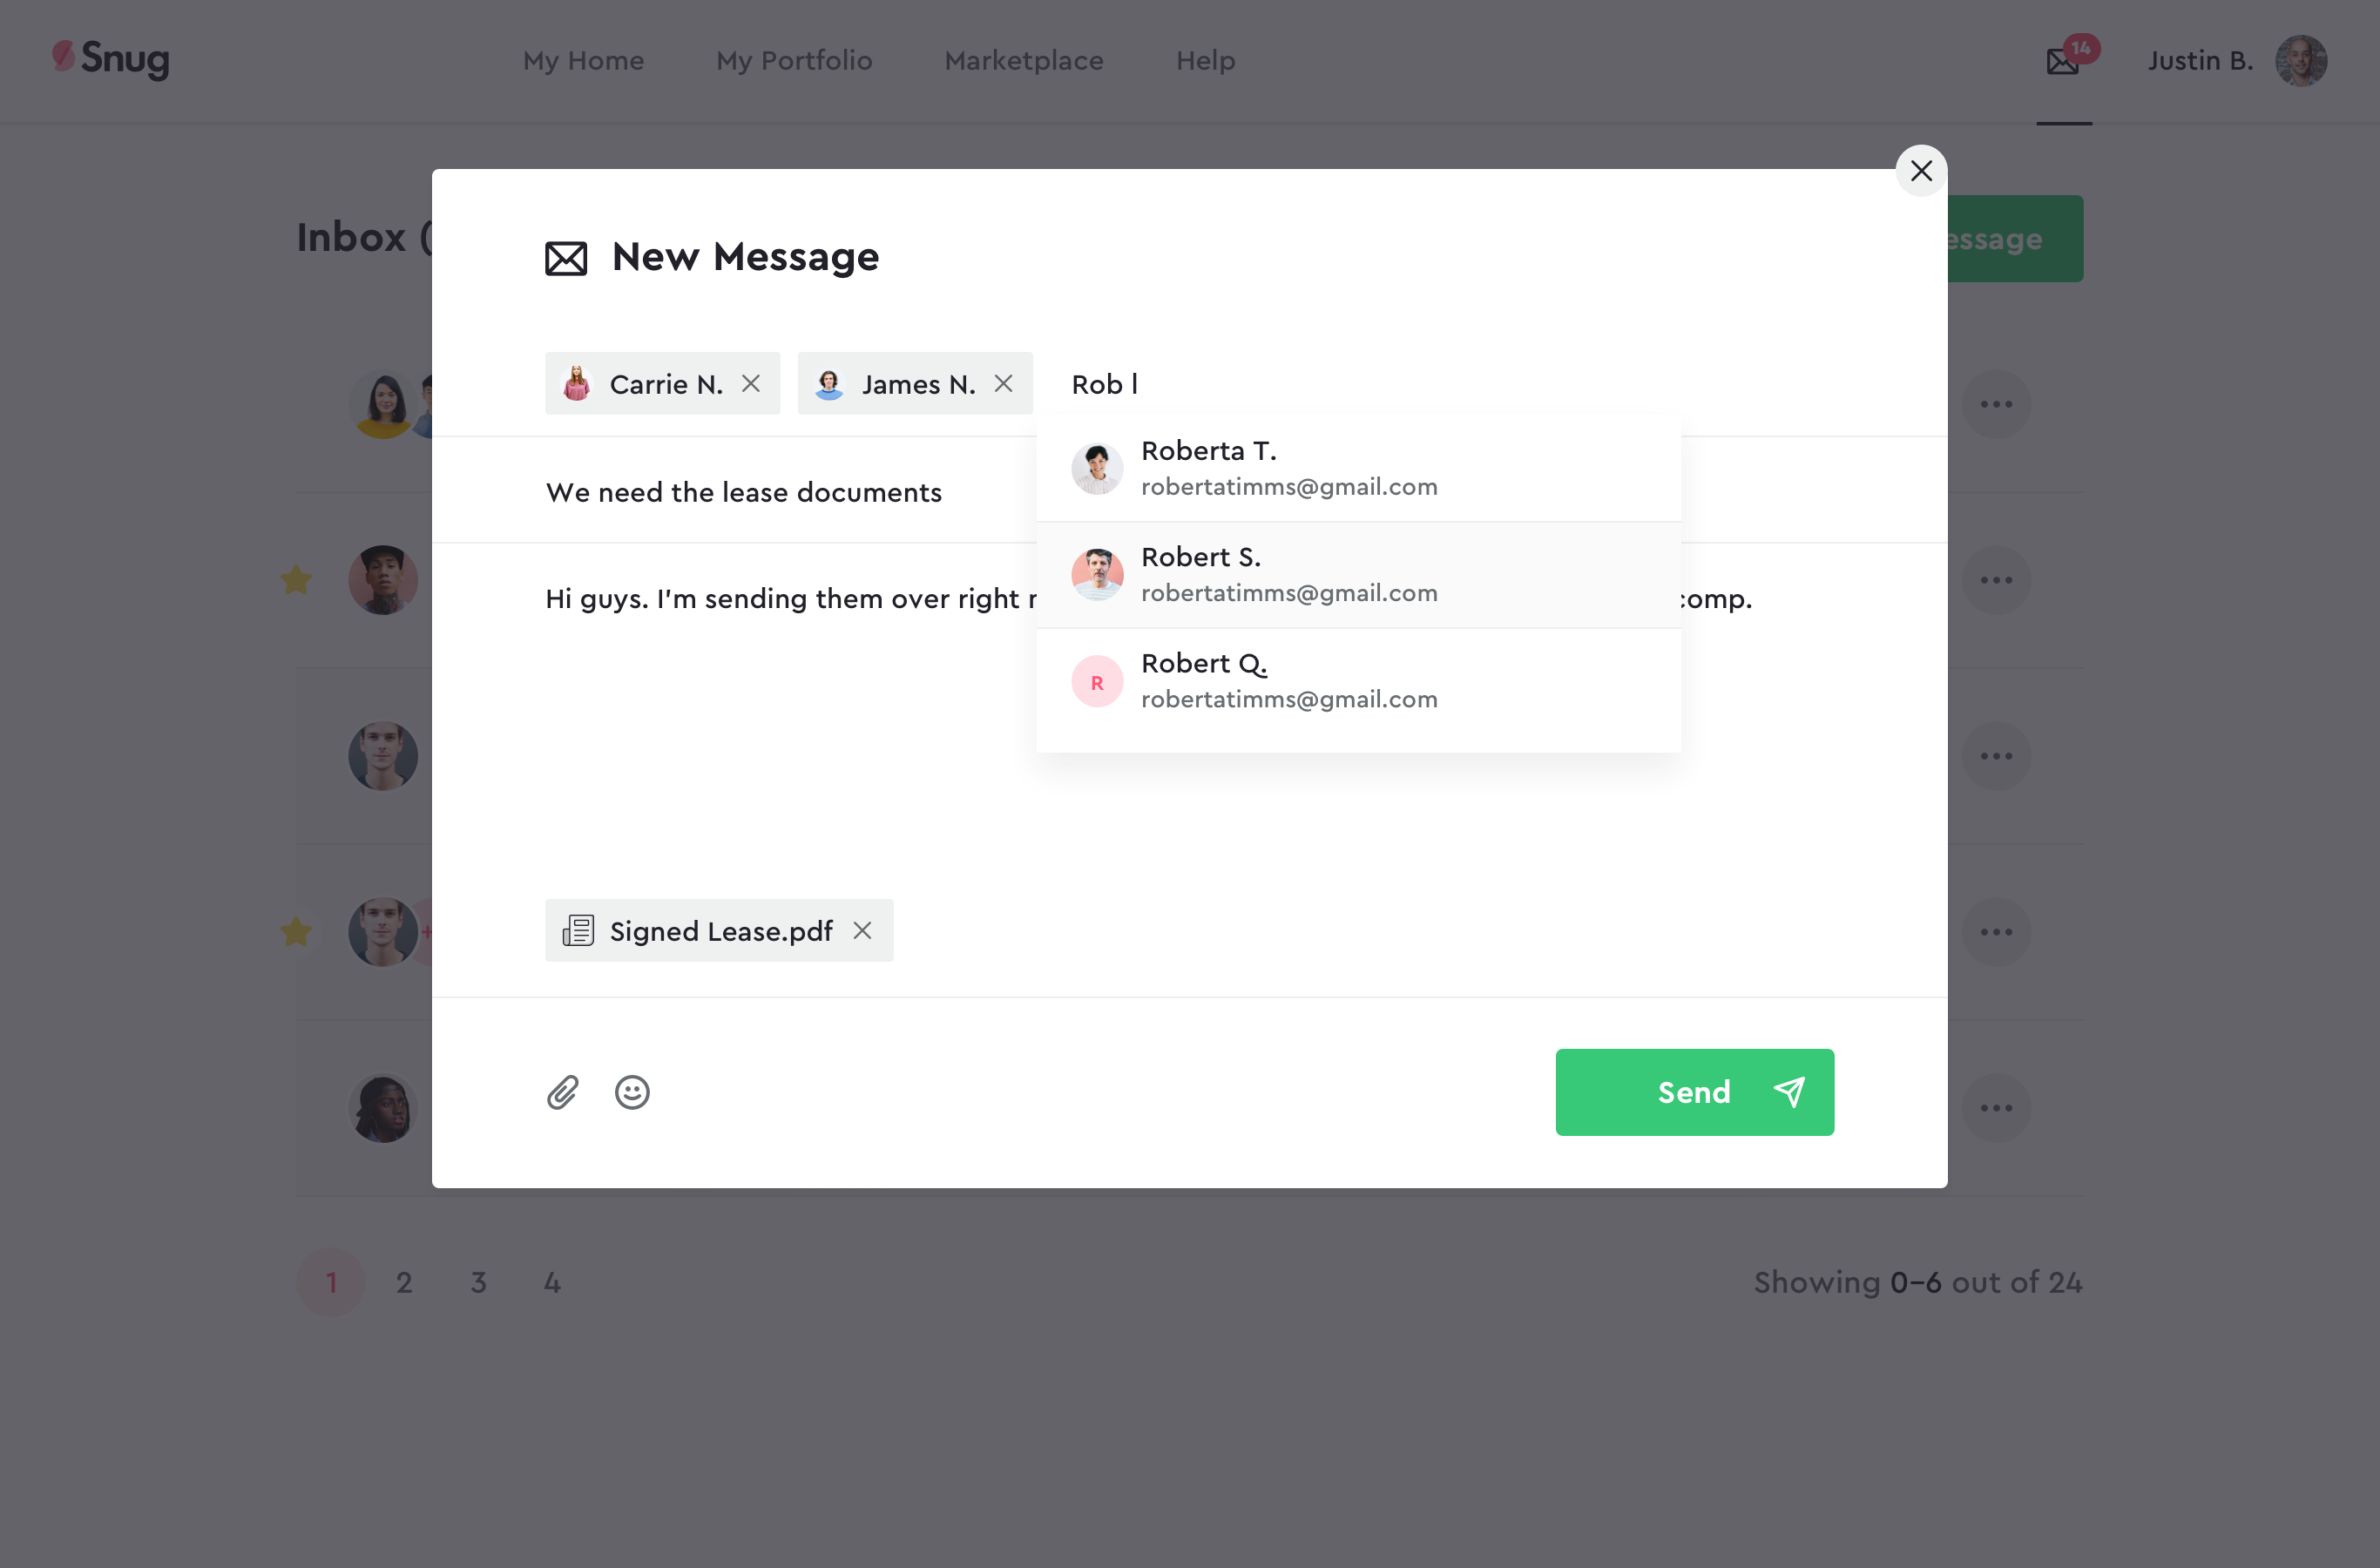 Snug
My Home My Portfolio Marketplace Help 14 Justin B.
Inbox (
New Message
Carrie N. James N. Rob
Roberta T.
robertatimms@gmail.com
We need the lease documents
Robert S.
robertatimms@gmail.com
Hi guys. I'm sending them over right comp.
R
Robert Q.
robertatimms@gmail.com
Signed Lease.pdf
Send
1 2 3 4
Showing 0–6 out of 24